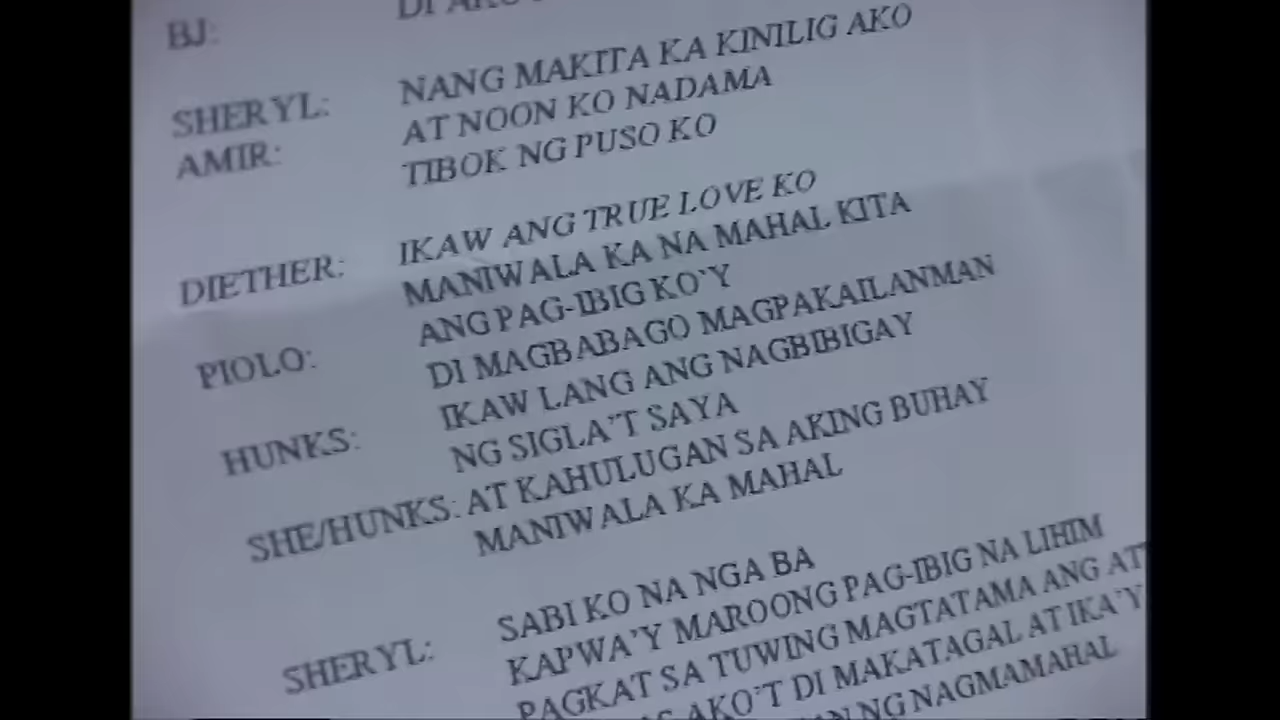 BJ:
SHERYL: NANG MAKITA KA KINILIG AKO
AMIR: AT NOON KO NADAMA
TIBOK NG PUSO KO
DIETHER: IKAW ANG TRUE LOVE KO
MANIWALA KA NA MAHAL KITA
PIOLO: ANG PAG-IBIG KO'Y
DI MAGBABAGO MAGPAKAILANMAN
HUNKS: IKAW LANG ANG NAGBIBIGAY
NG SIGLA'T SAYA
SHE/HUNKS: AT KAHULUGAN SA AKING BUHAY
MANIWALA KA MAHAL
SHERYL: SABI KO NA NGA BA
KAPWA'Y MAROONG PAG-IBIG NA LIHIM
PAGKAT SA TUWING MAGTATAMA ANG
AKO'T DI MAKATAGAL AT IKA'Y
NG NAGMAMAHAL